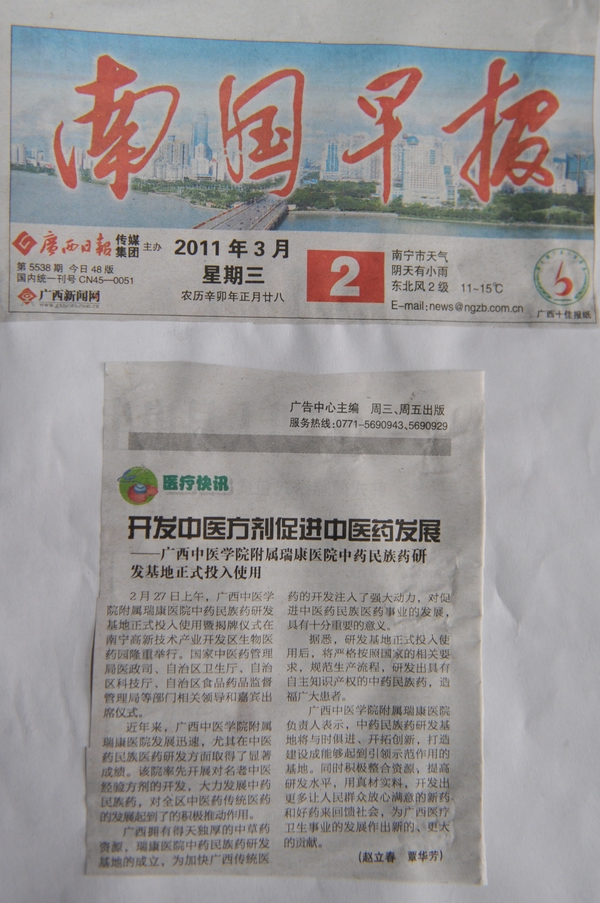 南国早报
廣西日报 传媒集团 主办
第 5538 期 今日 48 版
国内统一刊号 CN45—0051
广西新闻网
2011 年 3 月
星期三
农历辛卯年正月廿八
2
南宁市天气
阴天有小雨
东北风 2 级 11-15℃
E-mail:news@ngzb.com.cn
广西十佳报纸
广告中心主编 周三、周五出版
服务热线:0771-5690943、5690929
医疗快讯
开发中医方剂促进中医药发展
——广西中医学院附属瑞康医院中药民族药研
发基地正式投入使用
2 月 27 日上午，广西中医学
院附属瑞康医院中药民族药研发
基地正式投入使用暨揭牌仪式在
南宁高新技术产业开发区生物医
药园隆重举行。国家中医药管理
局医政司、自治区卫生厅、自治
区科技厅、自治区食品药品监督
管理局等部门相关领导和嘉宾出
席仪式。
近年来，广西中医学院附属
瑞康医院发展迅速，尤其在中医
药民族医药研发方面取得了显著
成绩。该院率先开展对名老中医
经验方剂的开发，大力发展中药
民族药，对全区中医药传统医药
的发展起到了的积极推动作用。
广西拥有得天独厚的中草药
资源，瑞康医院中药民族药研发
基地的成立，为加快广西传统医
药的开发注入了强大动力，对促
进中医药民族医药事业的发展，
具有十分重要的意义。
据悉，研发基地正式投入使
用后，将严格按照国家的相关要
求，规范生产流程，研发出具有
自主知识产权的中药民族药，造
福广大患者。
广西中医学院附属瑞康医院
负责人表示，中药民族药研发基
地将与时俱进、开拓创新，打造
建设成能够起到引领示范作用的
基地。同时积极整合资源，提高
研发水平，用真材实料，开发出
更多让人民群众放心满意的新药
和好药来回馈社会，为广西医疗
卫生事业的发展作出新的、更大
的贡献。
（赵立春 覃华芳）